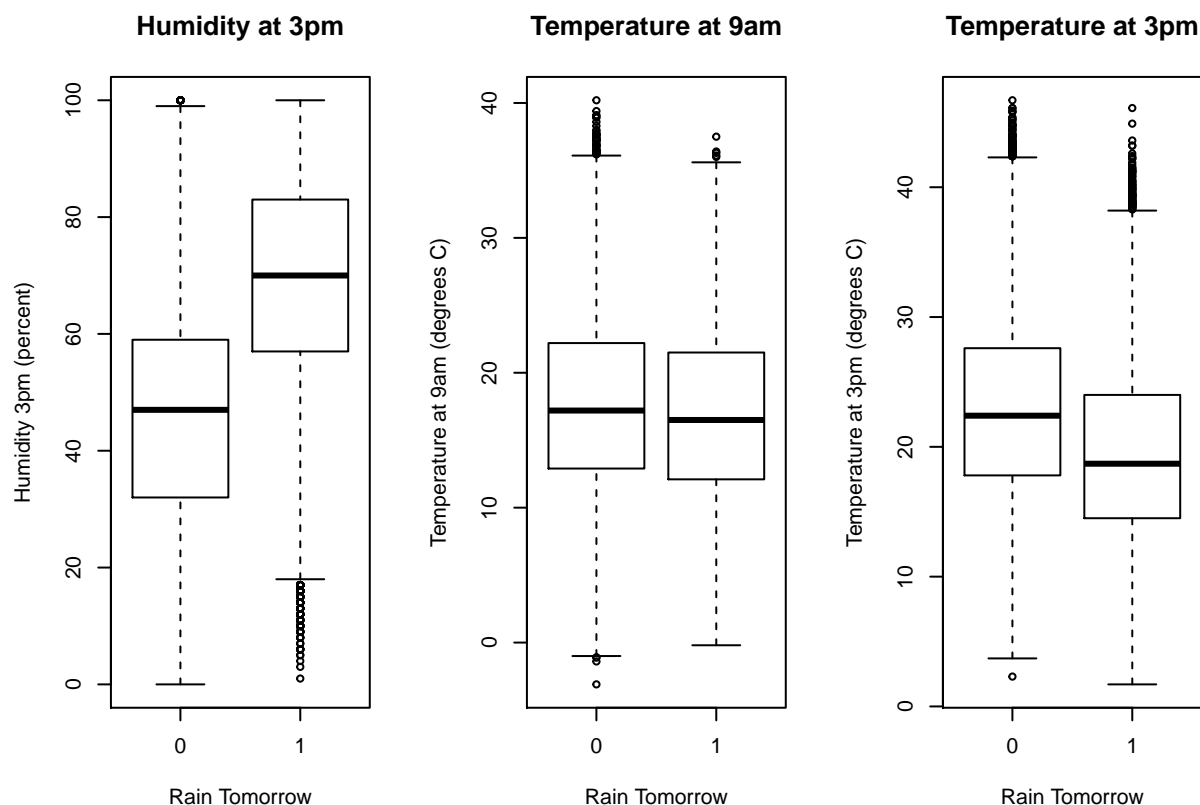 Humidity at 3pm
Humidity 3pm (percent)
100
80
60
40
20
0
0 1
Rain Tomorrow
Temperature at 9am
Temperature at 9am (degrees C)
40
30
20
10
0
0 1
Rain Tomorrow
Temperature at 3pm
Temperature at 3pm (degrees C)
40
30
20
10
0
0 1
Rain Tomorrow